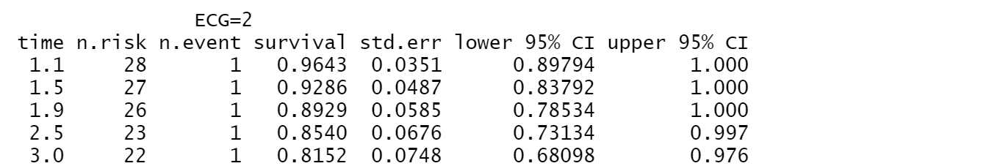 ECG=2
time n.risk n.event survival std.err lower 95% CI upper 95% CI
1.1 28 1 0.9643 0.0351 0.89794 1.000
1.5 27 1 0.9286 0.0487 0.83792 1.000
1.9 26 1 0.8929 0.0585 0.78534 1.000
2.5 23 1 0.8540 0.0676 0.73134 0.997
3.0 22 1 0.8152 0.0748 0.68098 0.976